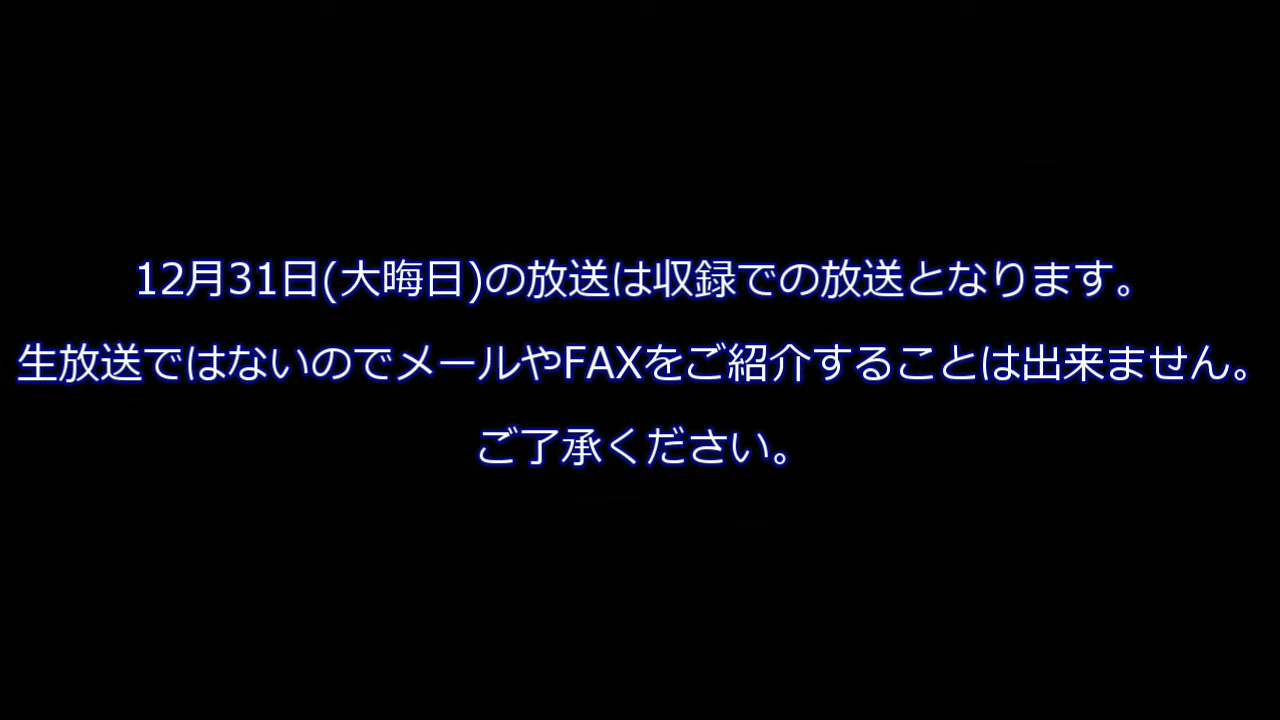 12月31日(大晦日)の放送は収録での放送となります。
生放送ではないのでメールやFAXをご紹介することは出来ません。
ご了承ください。